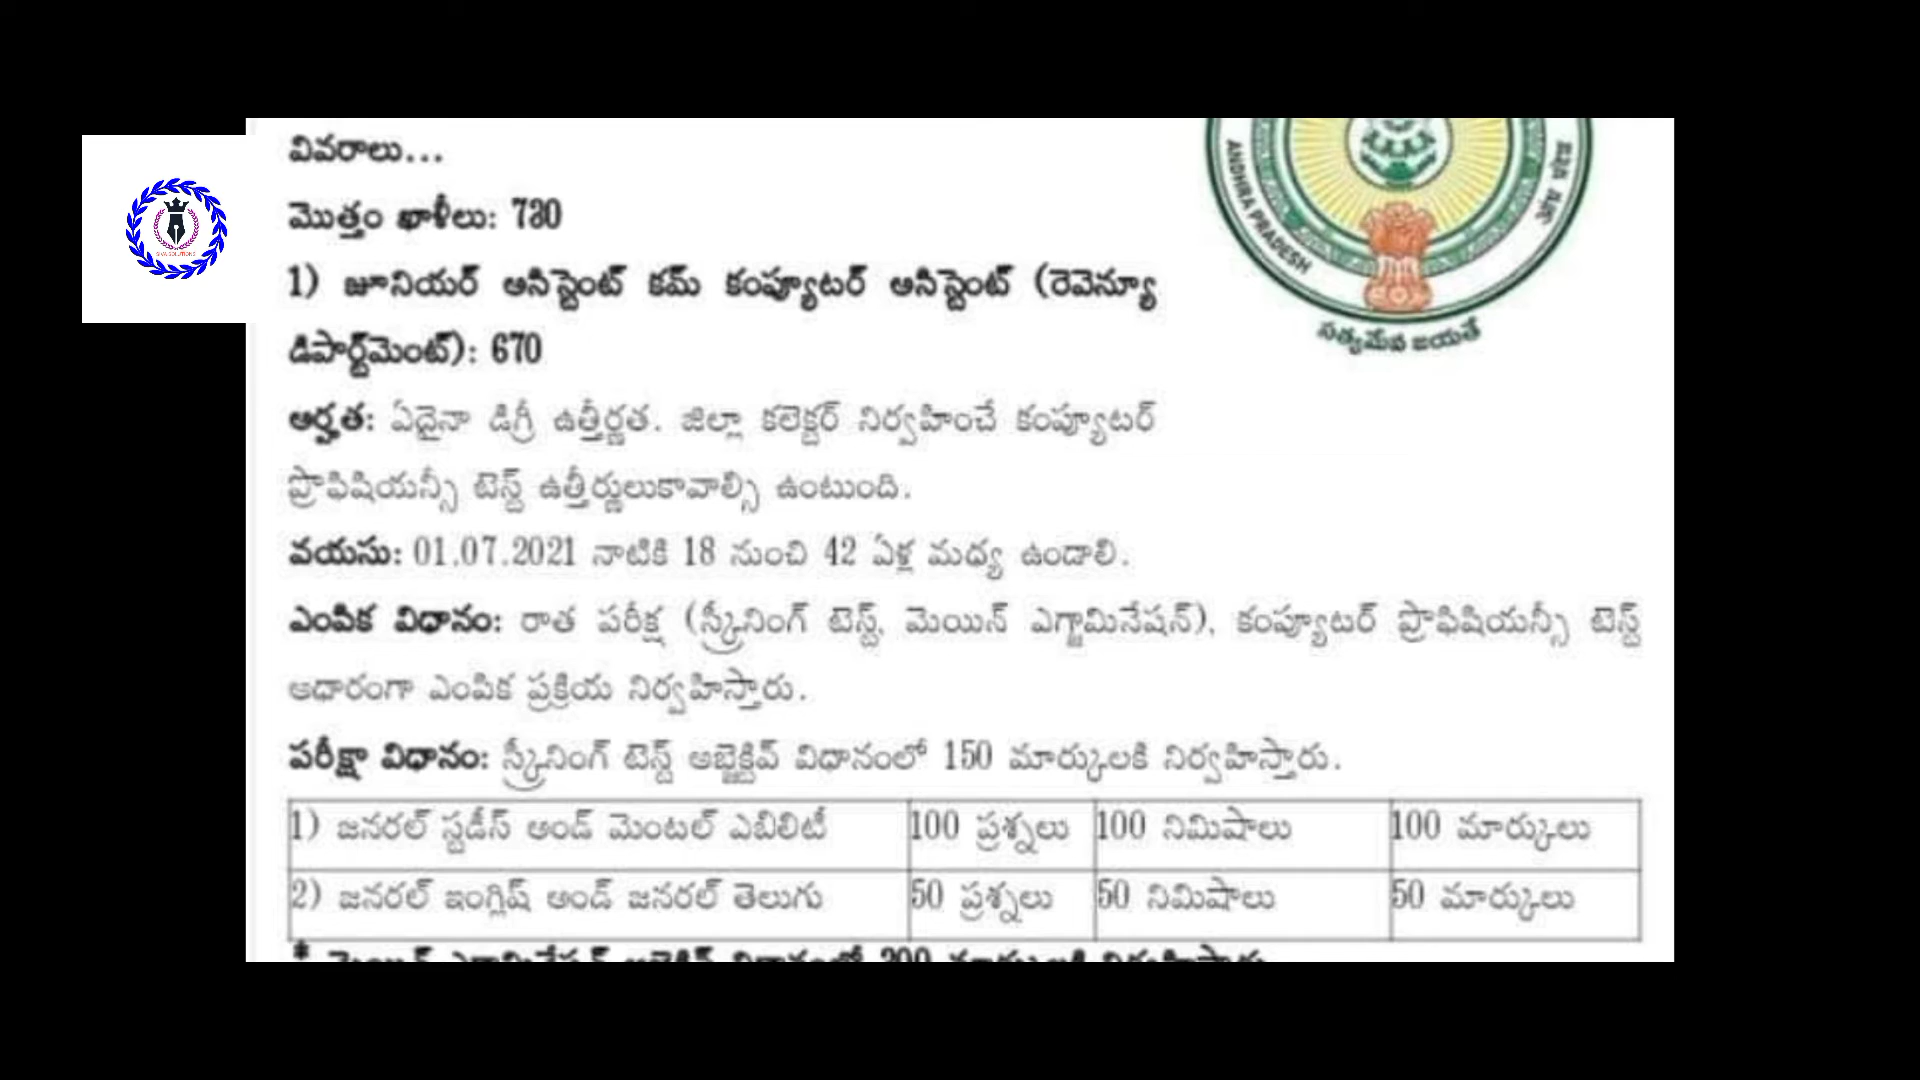 వివరాలు...
మొత్తం ఖాళీలు: 730
1) జూనియర్ అసిస్టెంట్ కమ్ కంప్యూటర్ అసిస్టెంట్ (రెవెన్యూ
డిపార్ట్‌మెంట్): 670
అర్హత: ఏదైనా డిగ్రీ ఉత్తీర్ణత. జిల్లా కలెక్టర్ నిర్వహించే కంప్యూటర్
ప్రొఫిషియన్సీ టెస్ట్ ఉత్తీర్ణులుకావాల్సి ఉంటుంది.
వయసు: 01.07.2021 నాటికి 18 నుంచి 42 ఏళ్ల మధ్య ఉండాలి.
ఎంపిక విధానం: రాత పరీక్ష (స్క్రీనింగ్ టెస్ట్, మెయిన్ ఎగ్జామినేషన్), కంప్యూటర్ ప్రొఫిషియన్సీ టెస్ట్
ఆధారంగా ఎంపిక ప్రక్రియ నిర్వహిస్తారు.
పరీక్షా విధానం: స్క్రీనింగ్ టెస్ట్ అబ్జెక్టివ్ విధానంలో 150 మార్కులకి నిర్వహిస్తారు.
1) జనరల్ స్టడీస్ అండ్ మెంటల్ ఎబిలిటీ 100 ప్రశ్నలు 100 నిమిషాలు 100 మార్కులు
2) జనరల్ ఇంగ్లిష్ అండ్ జనరల్ తెలుగు 50 ప్రశ్నలు 50 నిమిషాలు 50 మార్కులు
ANDHRA PRADESH
సత్యమేవ జయతే
SIVA SOLUTIONS